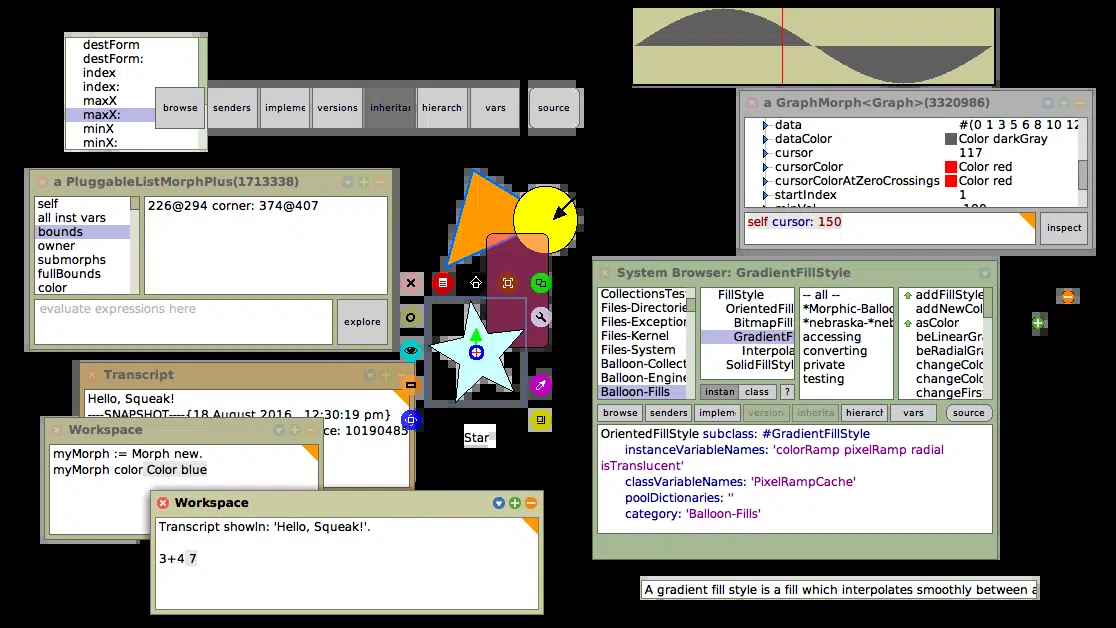 destForm
destForm:
index
index:
maxX
maxX:
minX
minX:
browse
senders
impleme
versions
inherita
hierarch
vars
source
a GraphMorph<Graph>(3320986)
data
#(0 1 3 5 6 8 10 12
dataColor
Color darkGray
cursor
117
cursorColor
Color red
cursorColorAtZeroCrossings
Color red
startIndex
1
self cursor: 150
inspect
a PluggableListMorphPlus(1713338)
self
all inst vars
bounds
owner
submorphs
fullBounds
color
226@294 corner: 374@407
evaluate expressions here
explore
System Browser: GradientFillStyle
CollectionsTes
Files-Directorie
Files-Exception
Files-Kernel
Files-System
Balloon-Collect
Balloon-Engine
Balloon-Fills
FillStyle
OrientedFil
BitmapFill
GradientF
Interpola
SolidFillStyl
-- all --
*Morphic-Balloo
*nebraska-*neb
accessing
converting
private
testing
addFillStyle
addNewCol
asColor
beLinearGra
beRadialGr
changeColo
changeColo
changeFirst
instan
class
?
browse
senders
implem
version
inherita
hierarch
vars
source
OrientedFillStyle subclass: #GradientFillStyle
instanceVariableNames: 'colorRamp pixelRamp radial
isTranslucent'
classVariableNames: 'PixelRampCache'
poolDictionaries: ''
category: 'Balloon-Fills'
Transcript
Hello, Squeak!
----SNAPSHOT----{18 August 2016 12:30:19 pm}
ce: 10190485
Workspace
myMorph := Morph new.
myMorph color Color blue
Star
Workspace
Transcript showln: 'Hello, Squeak!'.
3+4 7
A gradient fill style is a fill which interpolates smoothly between a